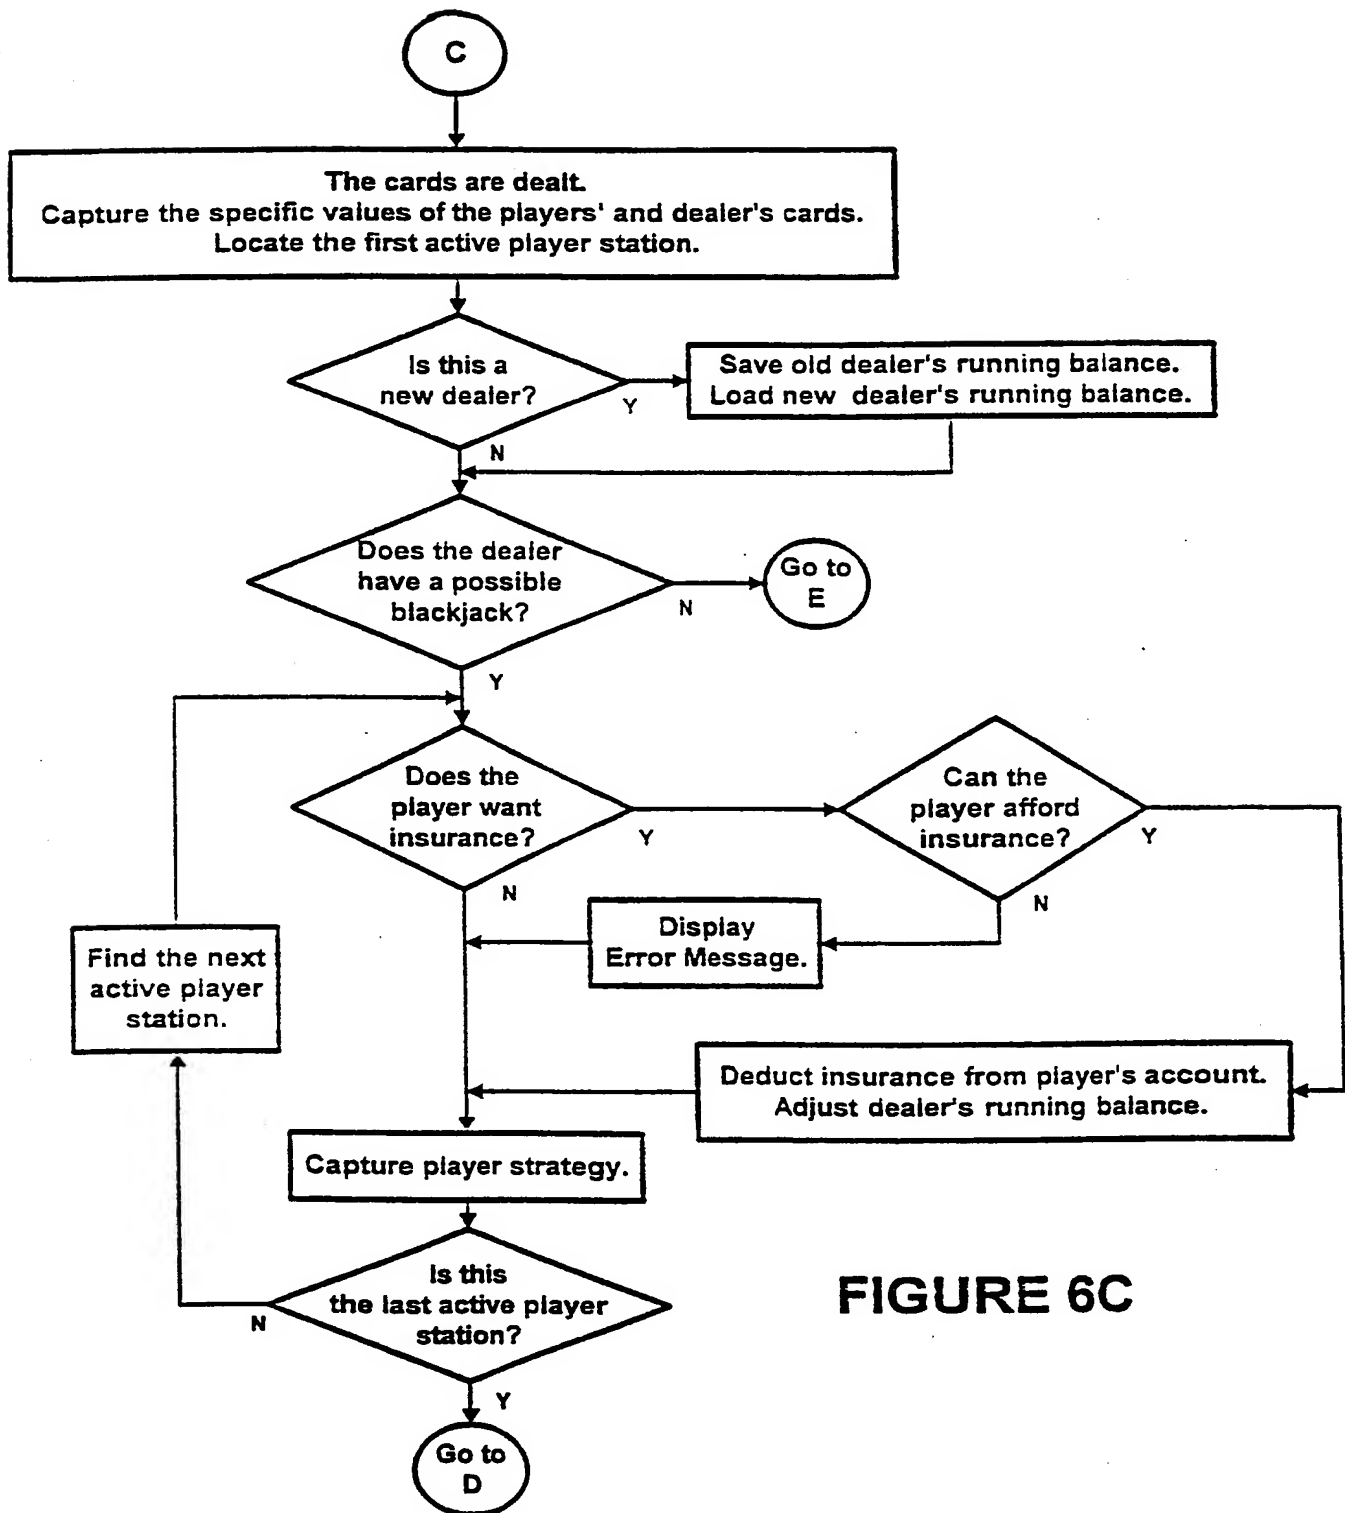 C
The cards are dealt.
Capture the specific values of the players' and dealer's cards.
Locate the first active player station.
Is this a
new dealer?
Y
Save old dealer's running balance.
Load new dealer's running balance.
N
Does the dealer
have a possible
blackjack?
N
Go to
E
Y
Does the
player want
insurance?
Y
Can the
player afford
insurance?
Y
N
N
Display
Error Message.
Find the next
active player
station.
Deduct insurance from player's account.
Adjust dealer's running balance.
Capture player strategy.
Is this
the last active player
station?
N
Y
Go to
D
FIGURE 6C